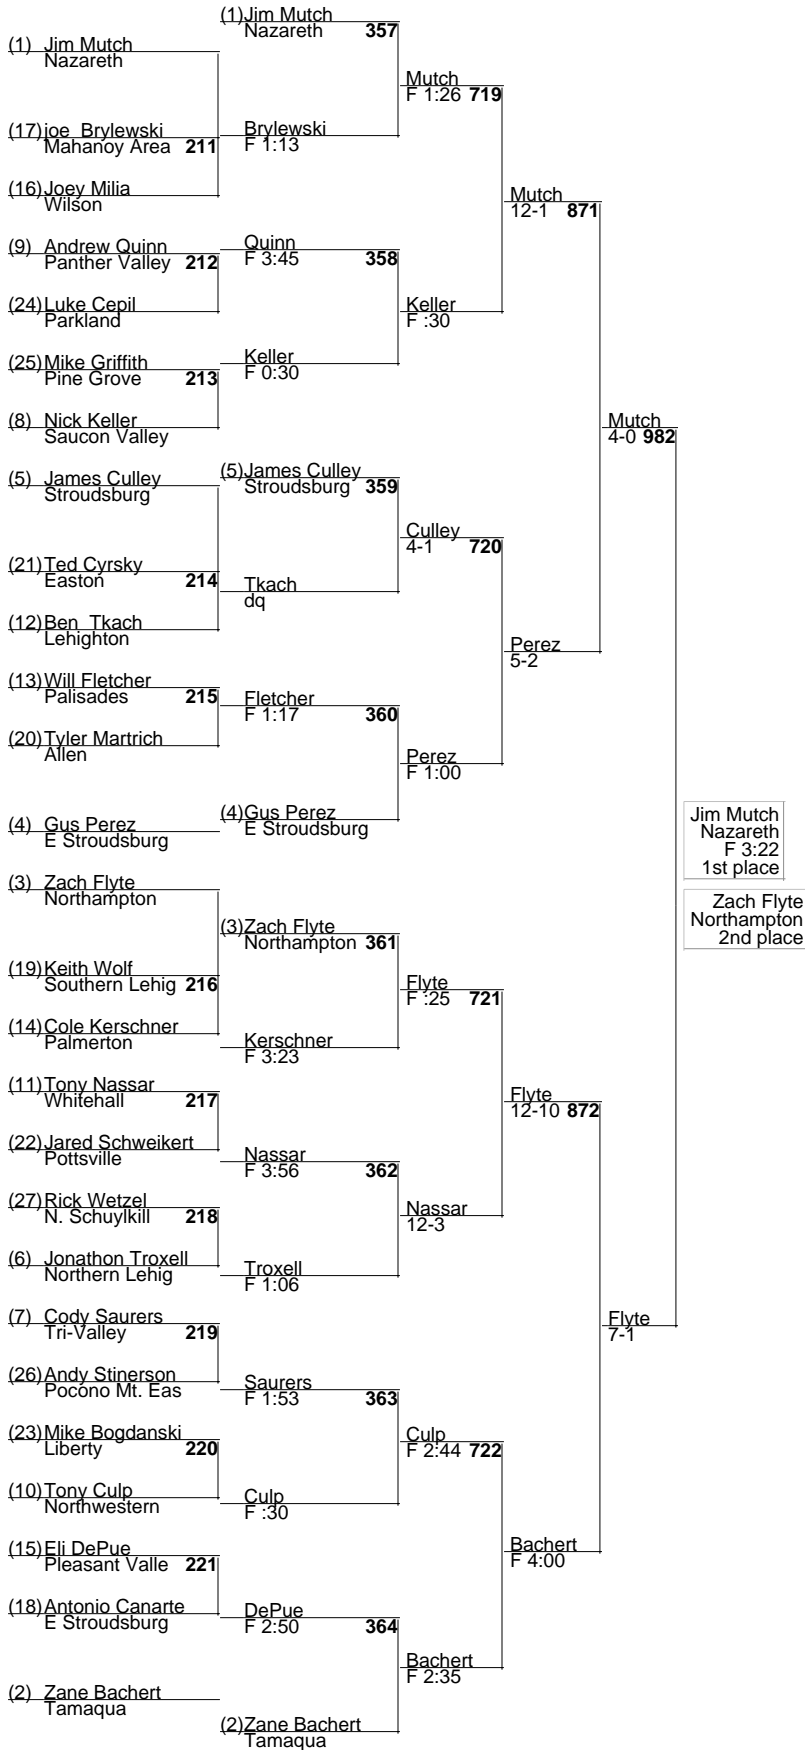 (1) Jim Mutch
Nazareth
(17) joe Brylewski
Mahanoy Area 211
(16) Joey Milia
Wilson
(9) Andrew Quinn
Panther Valley 212
(24) Luke Cepil
Parkland
(25) Mike Griffith
Pine Grove 213
(8) Nick Keller
Saucon Valley
(5) James Culley
Stroudsburg
(21) Ted Cyrsky
Easton 214
(12) Ben Tkach
Lehighton
(13) Will Fletcher
Palisades 215
(20) Tyler Martrich
Allen
(4) Gus Perez
E Stroudsburg
(3) Zach Flyte
Northampton
(19) Keith Wolf
Southern Lehig 216
(14) Cole Kerschner
Palmerton
(11) Tony Nassar
Whitehall 217
(22) Jared Schweikert
Pottsville
(27) Rick Wetzel
N. Schuylkill 218
(6) Jonathon Troxell
Northern Lehig
(7) Cody Saurers
Tri-Valley 219
(26) Andy Stinerson
Pocono Mt. Eas
(23) Mike Bogdanski
Liberty 220
(10) Tony Culp
Northwestern
(15) Eli DePue
Pleasant Valle 221
(18) Antonio Canarte
E Stroudsburg
(2) Zane Bachert
Tamaqua
(1) Jim Mutch
Nazareth 357
Brylewski
F 1:13
Quinn
F 3:45 358
Keller
F 0:30
(5) James Culley
Stroudsburg 359
Tkach
dq
Fletcher
F 1:17 360
(4) Gus Perez
E Stroudsburg
(3) Zach Flyte
Northampton 361
Kerschner
F 3:23
Nassar
F 3:56 362
Troxell
F 1:06
Saurers
F 1:53 363
Culp
F :30
DePue
F 2:50 364
(2) Zane Bachert
Tamaqua
Mutch
F 1:26 719
Keller
F :30
Culley
4-1 720
Perez
F 1:00
Flyte
F :25 721
Nassar
12-3
Culp
F 2:44 722
Bachert
F 2:35
Mutch
12-1 871
Perez
5-2
Flyte
12-10 872
Bachert
F 4:00
Mutch
4-0 982
Flyte
7-1
Jim Mutch
Nazareth
F 3:22
1st place
Zach Flyte
Northampton
2nd place